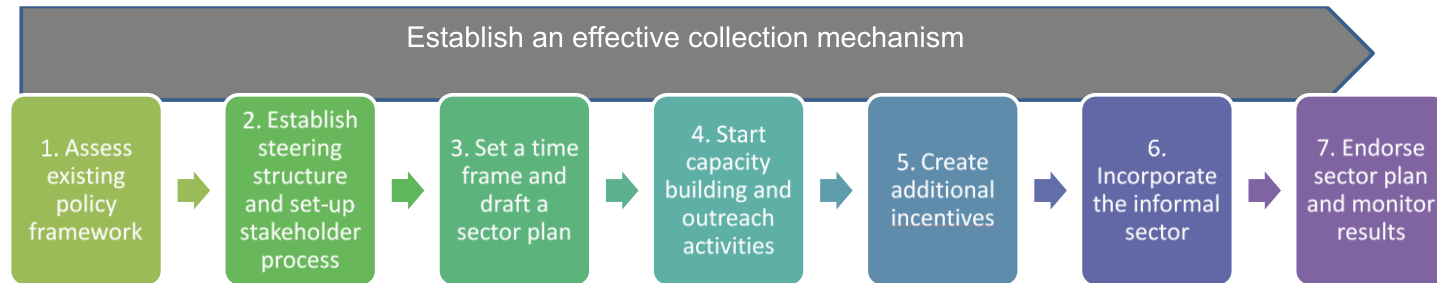 Establish an effective collection mechanism
1. Assess
existing
policy
framework
2. Establish
steering
structure
and set-up
stakeholder
process
3. Set a time
frame and
draft a
sector plan
4. Start
capacity
building and
outreach
activities
5. Create
additional
incentives
6.
Incorporate
the informal
sector
7. Endorse
sector plan
and monitor
results